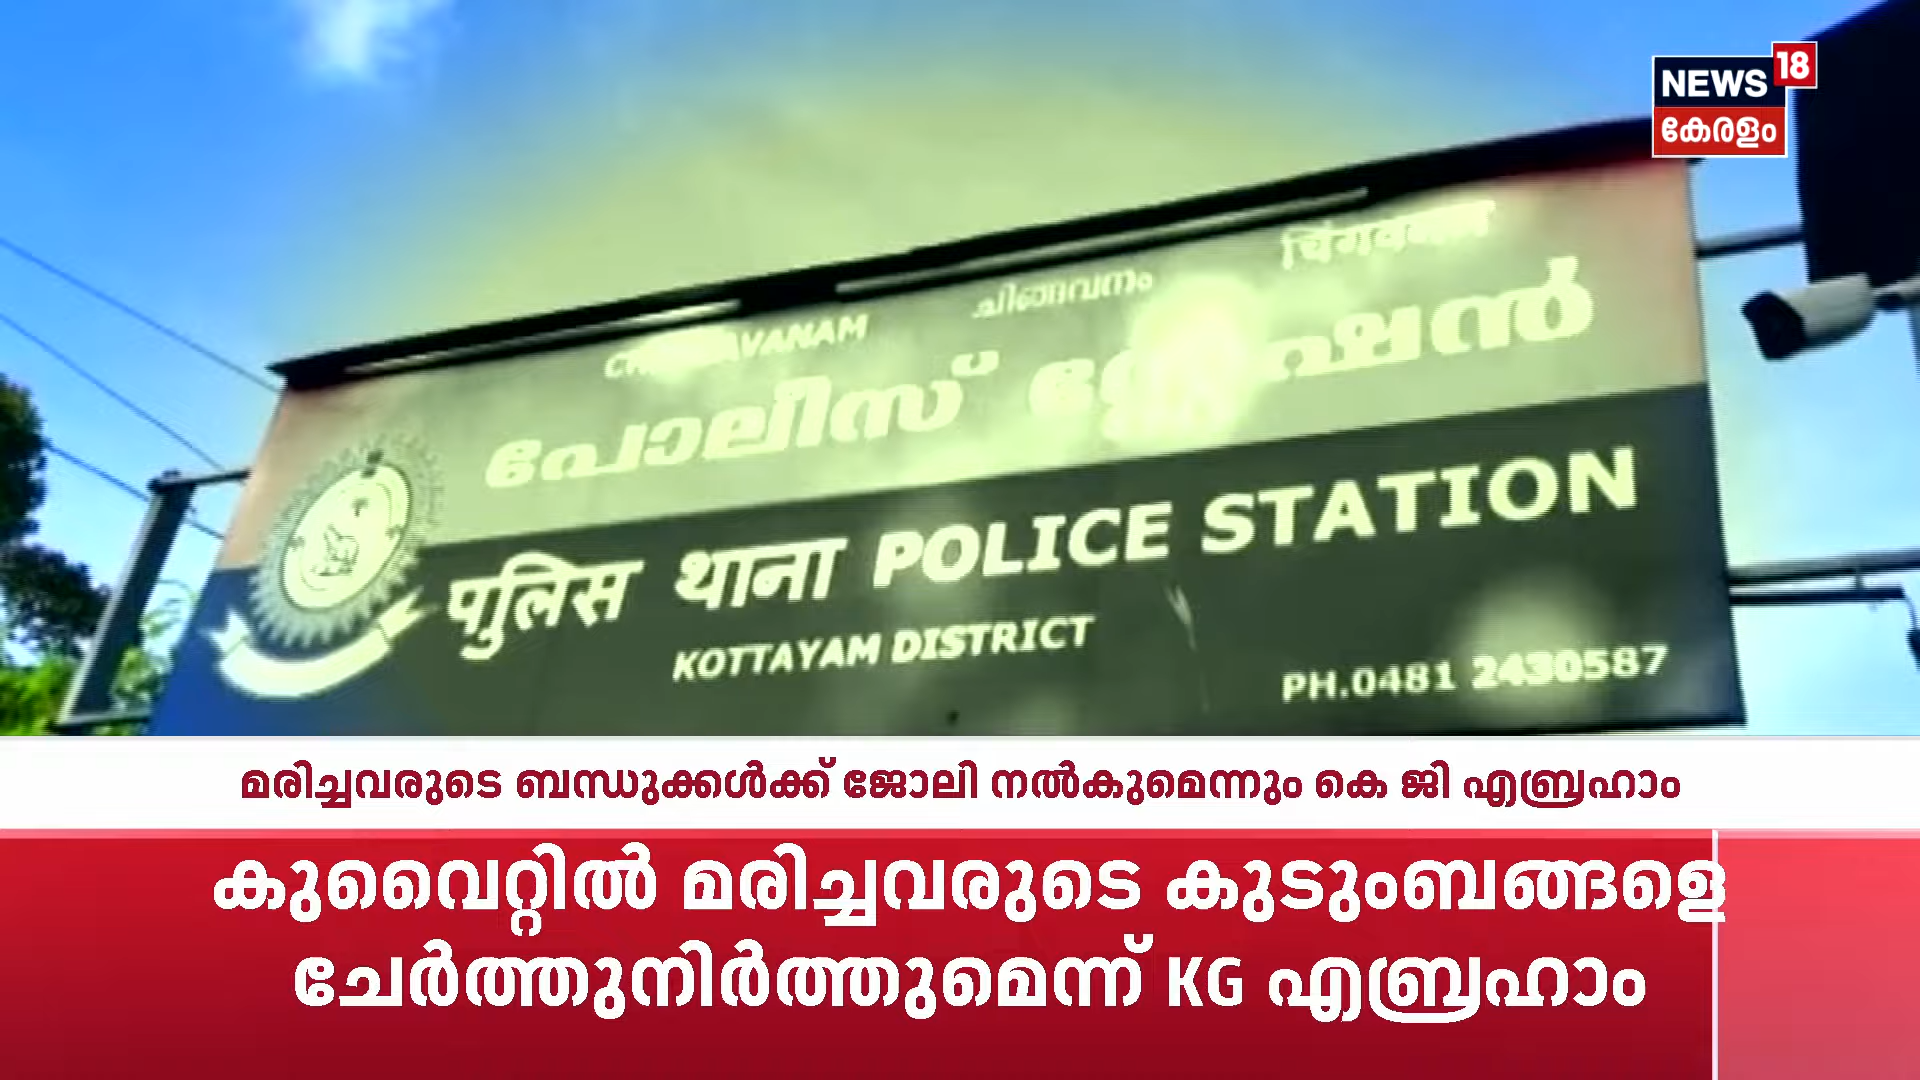 NEWS 18
കേരളം
ചിങ്ങവനം
പോലീസ് സ്റ്റേഷൻ
पुलिस थाना POLICE STATION
KOTTAYAM DISTRICT
PH.0481 2430587
മരിച്ചവരുടെ ബന്ധുക്കൾക്ക് ജോലി നൽകുമെന്നും കെ ജി എബ്രഹാം
കുവൈറ്റിൽ മരിച്ചവരുടെ കുടുംബങ്ങളെ
ചേർത്തുനിർത്തുമെന്ന് KG എബ്രഹാം